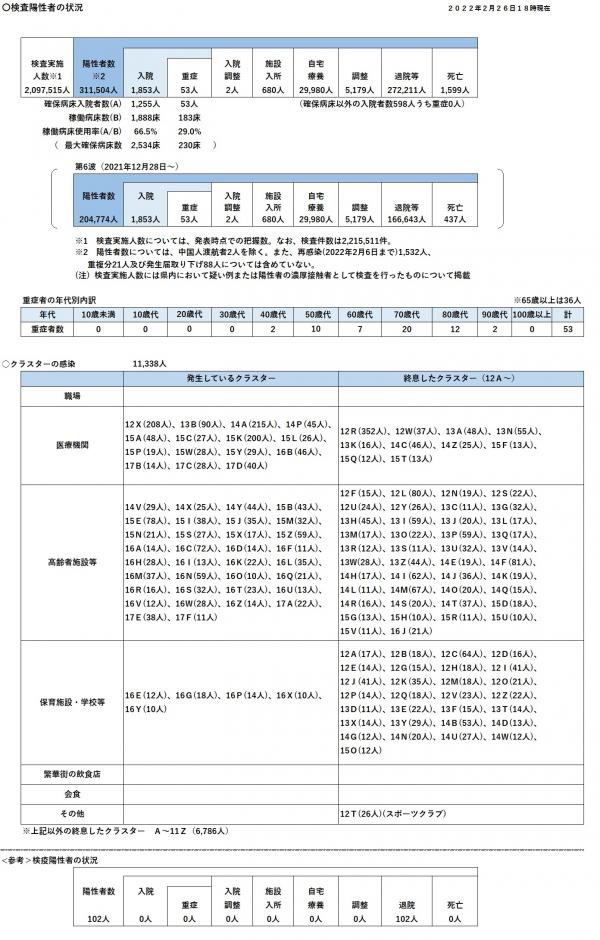 〇検査陽性者の状況
２０２２年２月２６日１８時現在
検査実施 陽性者数
人数※1 ※2 入院 重症 入院調整 施設入所 自宅療養 調整 退院等 死亡
2,097,515人 311,504人 1,853人 53人 2人 680人 29,980人 5,179人 272,211人 1,599人
確保病床入院者数(A) 1,255人 53人 (確保病床以外の入院者数598人うち重症0人)
稼働病床数(B) 1,888床 183床
稼働病床使用率(A/B) 66.5% 29.0%
( 最大確保病床数 2,534床 230床 )
第6波（2021年12月28日～）
陽性者数 入院 重症 入院調整 施設入所 自宅療養 調整 退院等 死亡
204,774人 1,853人 53人 2人 680人 29,980人 5,179人 166,643人 437人
※1 検査実施人数については、発表時点での把握数。なお、検査件数は2,215,511件。
※2 陽性者数については、中国人渡航者2人を除く。また、再感染(2022年2月6日まで)1,532人、
重複分21人及び発生届取り下げ88人については含めていない。
(注) 検査実施人数には県内において疑い例または陽性者の濃厚接触者として検査を行ったものについて掲載
重症者の年代別内訳 ※65歳以上は36人
年代 10歳未満 10歳代 20歳代 30歳代 40歳代 50歳代 60歳代 70歳代 80歳代 90歳代 100歳以上 計
重症者数 0 0 0 0 2 10 7 20 12 2 0 53
○クラスターの感染 11,338人
発生しているクラスター 終息したクラスター（12Ａ～）
職場
医療機関
12Ｘ(208人)、13Ｂ(90人)、14Ａ(215人)、14Ｐ(45人)、
15Ａ(48人)、15Ｃ(27人)、15Ｋ(200人)、15Ｌ(26人)、
15Ｐ(19人)、15Ｗ(28人)、15Ｙ(29人)、16Ｂ(46人)、
17Ｂ(14人)、17Ｃ(28人)、17Ｄ(40人)
12Ｒ(352人)、12Ｗ(37人)、13Ａ(48人)、13Ｎ(55人)、
13Ｋ(16人)、14Ｃ(46人)、14Ｚ(25人)、15Ｆ(13人)、
15Ｑ(12人)、15Ｔ(13人)
高齢者施設等
14Ｖ(29人)、14Ｘ(25人)、14Ｙ(44人)、15Ｂ(43人)、
15Ｅ(78人)、15Ｉ(38人)、15Ｊ(35人)、15Ｍ(32人)、
15Ｎ(21人)、15Ｓ(27人)、15Ｘ(17人)、15Ｚ(59人)、
16Ａ(14人)、16Ｃ(72人)、16Ｄ(14人)、16Ｆ(11人)、
16Ｈ(28人)、16Ｉ(13人)、16Ｋ(22人)、16Ｌ(35人)、
16Ｍ(37人)、16Ｎ(59人)、16Ｏ(10人)、16Ｑ(21人)、
16Ｒ(16人)、16Ｓ(32人)、16Ｔ(23人)、16Ｕ(13人)、
16Ｖ(12人)、16Ｗ(28人)、16Ｚ(14人)、17Ａ(22人)、
17Ｅ(38人)、17Ｆ(11人)
12Ｆ(15人)、12Ｌ(80人)、12Ｎ(19人)、12Ｓ(22人)、
12Ｕ(24人)、12Ｙ(26人)、13Ｃ(11人)、13Ｇ(32人)、
13Ｈ(45人)、13Ｉ(59人)、13Ｊ(20人)、13Ｌ(17人)、
13Ｍ(17人)、13Ｏ(22人)、13Ｐ(59人)、13Ｑ(17人)、
13Ｒ(12人)、13Ｓ(11人)、13Ｕ(32人)、13Ｖ(14人)、
13Ｗ(28人)、13Ｚ(44人)、14Ｅ(19人)、14Ｆ(81人)、
14Ｈ(17人)、14Ｉ(62人)、14Ｊ(36人)、14Ｋ(19人)、
14Ｌ(11人)、14Ｍ(67人)、14Ｏ(20人)、14Ｑ(15人)、
14Ｒ(16人)、14Ｓ(20人)、14Ｔ(37人)、15Ｄ(18人)、
15Ｇ(13人)、15Ｈ(10人)、15Ｒ(11人)、15Ｕ(10人)、
15Ｖ(11人)、16Ｊ(21人)
保育施設・学校等
16Ｅ(12人)、16Ｇ(18人)、16Ｐ(14人)、16Ｘ(10人)、
16Ｙ(10人)
12Ａ(17人)、12Ｂ(18人)、12Ｃ(64人)、12Ｄ(16人)、
12Ｅ(14人)、12Ｇ(15人)、12Ｈ(18人)、12Ｉ(41人)、
12Ｊ(41人)、12Ｋ(35人)、12Ｍ(18人)、12Ｏ(21人)、
12Ｐ(14人)、12Ｑ(18人)、12Ｖ(23人)、12Ｚ(22人)、
13Ｄ(11人)、13Ｅ(22人)、13Ｆ(15人)、13Ｔ(14人)、
13Ｘ(14人)、13Ｙ(29人)、14Ｂ(53人)、14Ｄ(13人)、
14Ｇ(12人)、14Ｎ(20人)、14Ｕ(27人)、14Ｗ(12人)、
15Ｏ(12人)
繁華街の飲食店
会食
その他 12Ｔ(26人)(スポーツクラブ)
※上記以外の終息したクラスター Ａ～11Ｚ（6,786人）
<参考>検疫陽性者の状況
陽性者数 入院 重症 入院調整 施設入所 自宅療養 調整 退院 死亡
102人 0人 0人 0人 0人 0人 0人 102人 0人